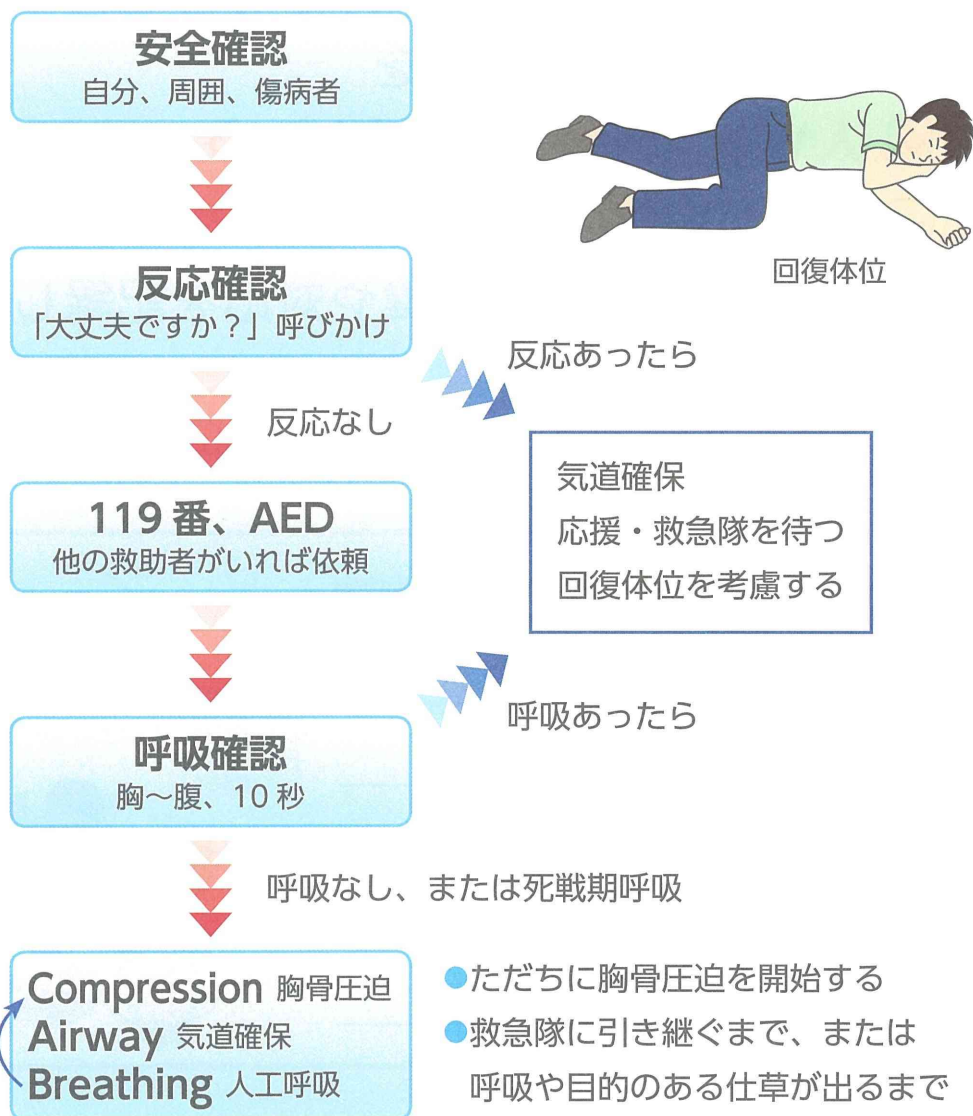 安全確認
自分、周囲、傷病者
回復体位
反応確認
「大丈夫ですか？」呼びかけ
反応あったら
反応なし
気道確保
応援・救急隊を待つ
回復体位を考慮する
119番、AED
他の救助者がいれば依頼
呼吸あったら
呼吸確認
胸～腹、10秒
呼吸なし、または死戦期呼吸
Compression 胸骨圧迫
Airway 気道確保
Breathing 人工呼吸
●ただちに胸骨圧迫を開始する
●救急隊に引き継ぐまで、または
呼吸や目的のある仕草が出るまで